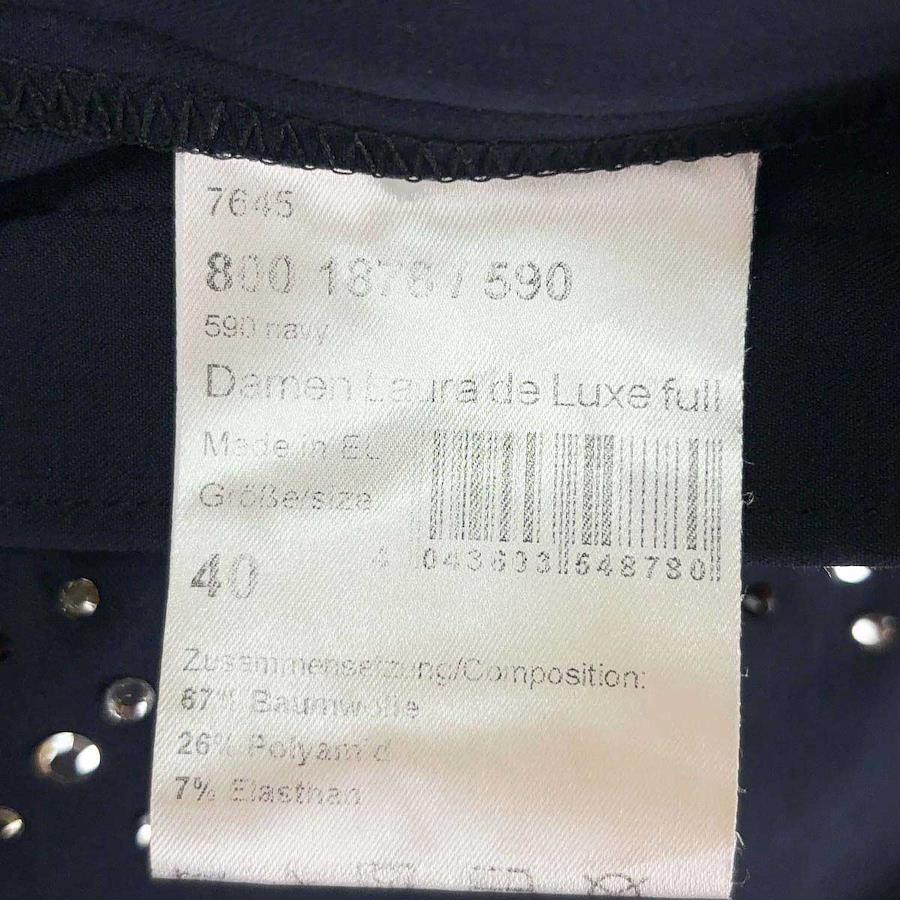 7645
800 1878 / 590
590 navy
Damen Laura de Luxe full
Made in EU
Größe/size
40
4 043603 648780
Zusammensetzung/Composition:
67% Baumwolle
26% Polyamid
7% Elasthan